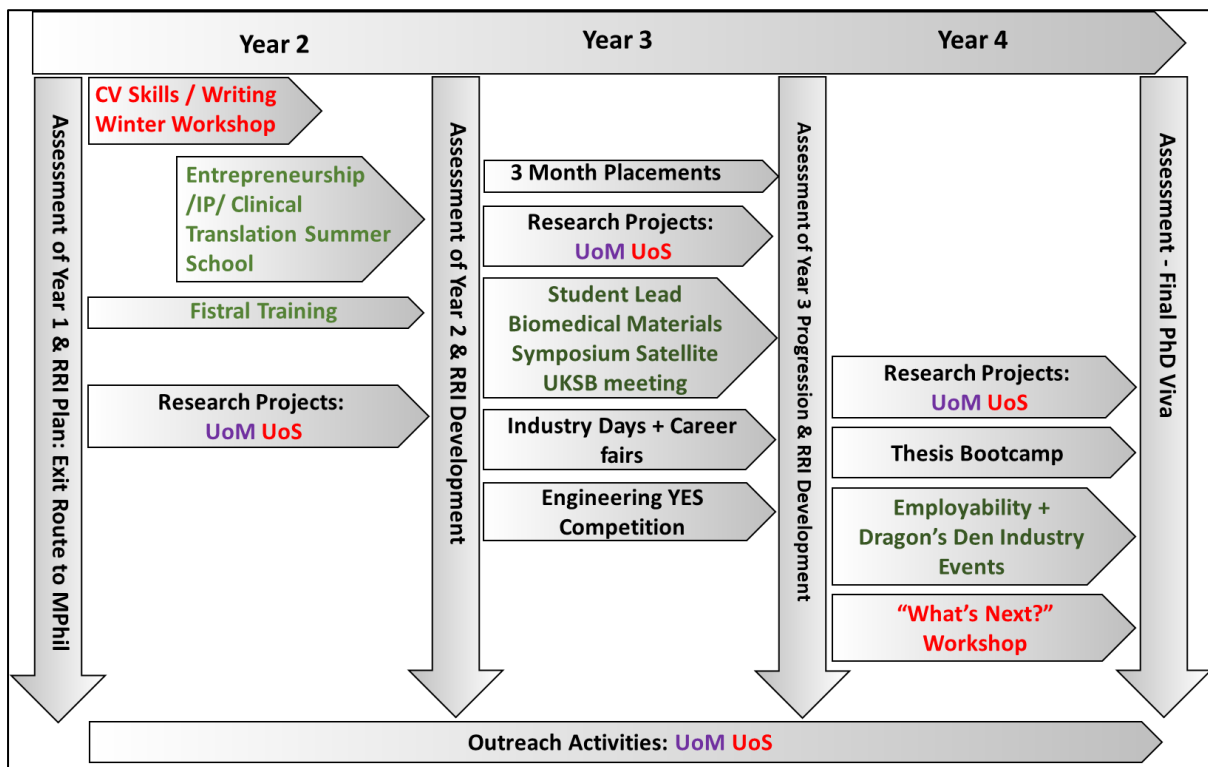 Year 2
Year 3
Year 4
Assessment of Year 1 & RRI Plan: Exit Route to MPhil
CV Skills / Writing
Winter Workshop
Entrepreneurship
/IP/ Clinical
Translation Summer
School
Fistral Training
Research Projects:
UoM UoS
Assessment of Year 2 & RRI Development
3 Month Placements
Research Projects:
UoM UoS
Student Lead
Biomedical Materials
Symposium Satellite
UKSB meeting
Industry Days + Career
fairs
Engineering YES
Competition
Assessment of Year 3 Progression & RRI Development
Research Projects:
UoM UoS
Thesis Bootcamp
Employability +
Dragon’s Den Industry
Events
“What’s Next?”
Workshop
Assessment - Final PhD Viva
Outreach Activities: UoM UoS